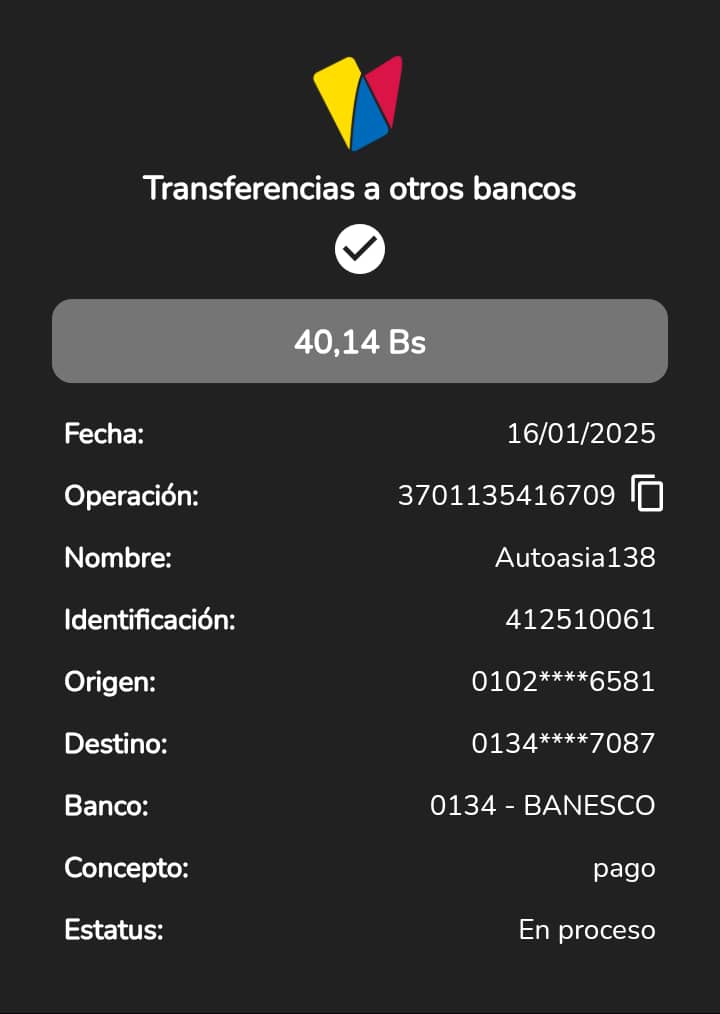 Transferencias a otros bancos
40,14 Bs
Fecha: 16/01/2025
Operación: 3701135416709
Nombre: Autoasia138
Identificación: 412510061
Origen: 0102****6581
Destino: 0134****7087
Banco: 0134 - BANESCO
Concepto: pago
Estatus: En proceso